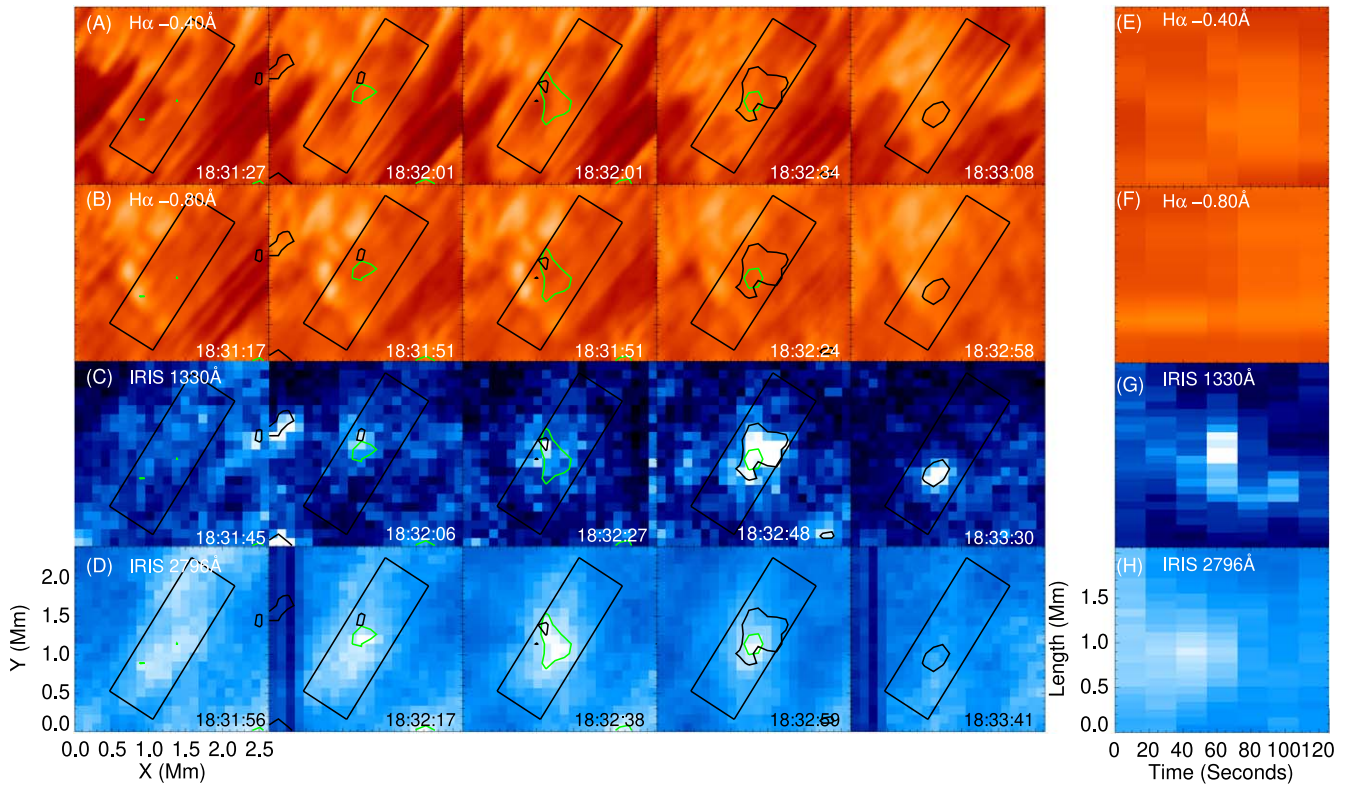 (A) Hα −0.40Å
18:31:27 18:32:01 18:32:01 18:32:34 18:33:08
(B) Hα −0.80Å
18:31:17 18:31:51 18:31:51 18:32:24 18:32:58
(C) IRIS 1330Å
18:31:45 18:32:06 18:32:27 18:32:48 18:33:30
(D) IRIS 2796Å
18:31:56 18:32:17 18:32:38 18:32:59 18:33:41
2.0
1.5
1.0
0.5
0.0
Y (Mm)
0.0 0.5 1.0 1.5 2.0 2.5
X (Mm)
(E) Hα −0.40Å
(F) Hα −0.80Å
(G) IRIS 1330Å
(H) IRIS 2796Å
1.5
1.0
0.5
0.0
Length (Mm)
0 20 40 60 80 100 120
Time (Seconds)